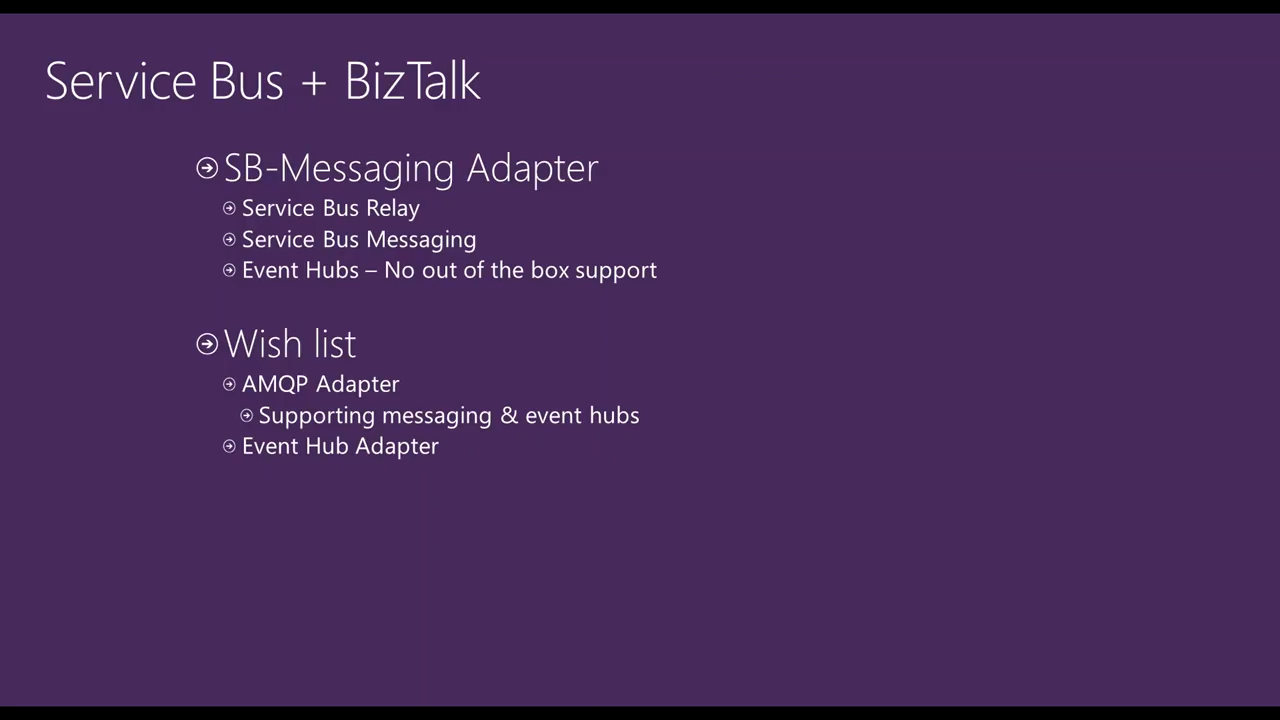 Service Bus + BizTalk
SB-Messaging Adapter
Service Bus Relay
Service Bus Messaging
Event Hubs – No out of the box support
Wish list
AMQP Adapter
Supporting messaging & event hubs
Event Hub Adapter